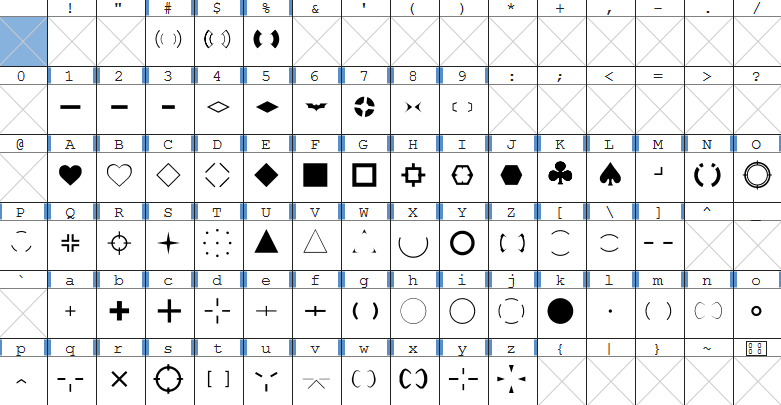 ! " # $ % & ' ( ) * + , - . /
0 1 2 3 4 5 6 7 8 9 : ; < = > ?
@ A B C D E F G H I J K L M N O
P Q R S T U V W X Y Z [ \ ] ^ _
` a b c d e f g h i j k l m n o
p q r s t u v w x y z { | } ~